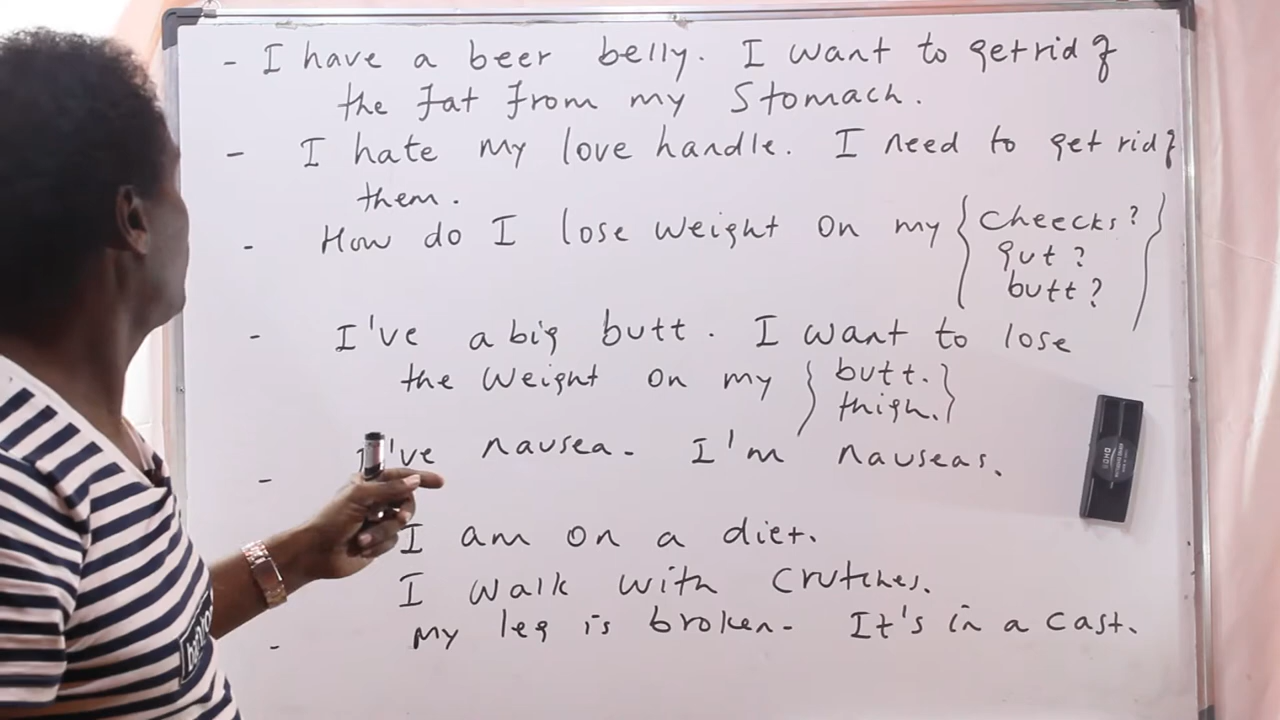 - I have a beer belly. I want to get rid of
the fat from my stomach.
- I hate my love handle. I need to get rid of
them.
- How do I lose weight on my { cheecks? }
gut?
butt?
- I've a big butt. I want to lose
the weight on my { butt. }
thigh.
- I've nausea. I'm nauseas.
I am on a diet.
I walk with crutches.
- My leg is broken. It's in a cast.